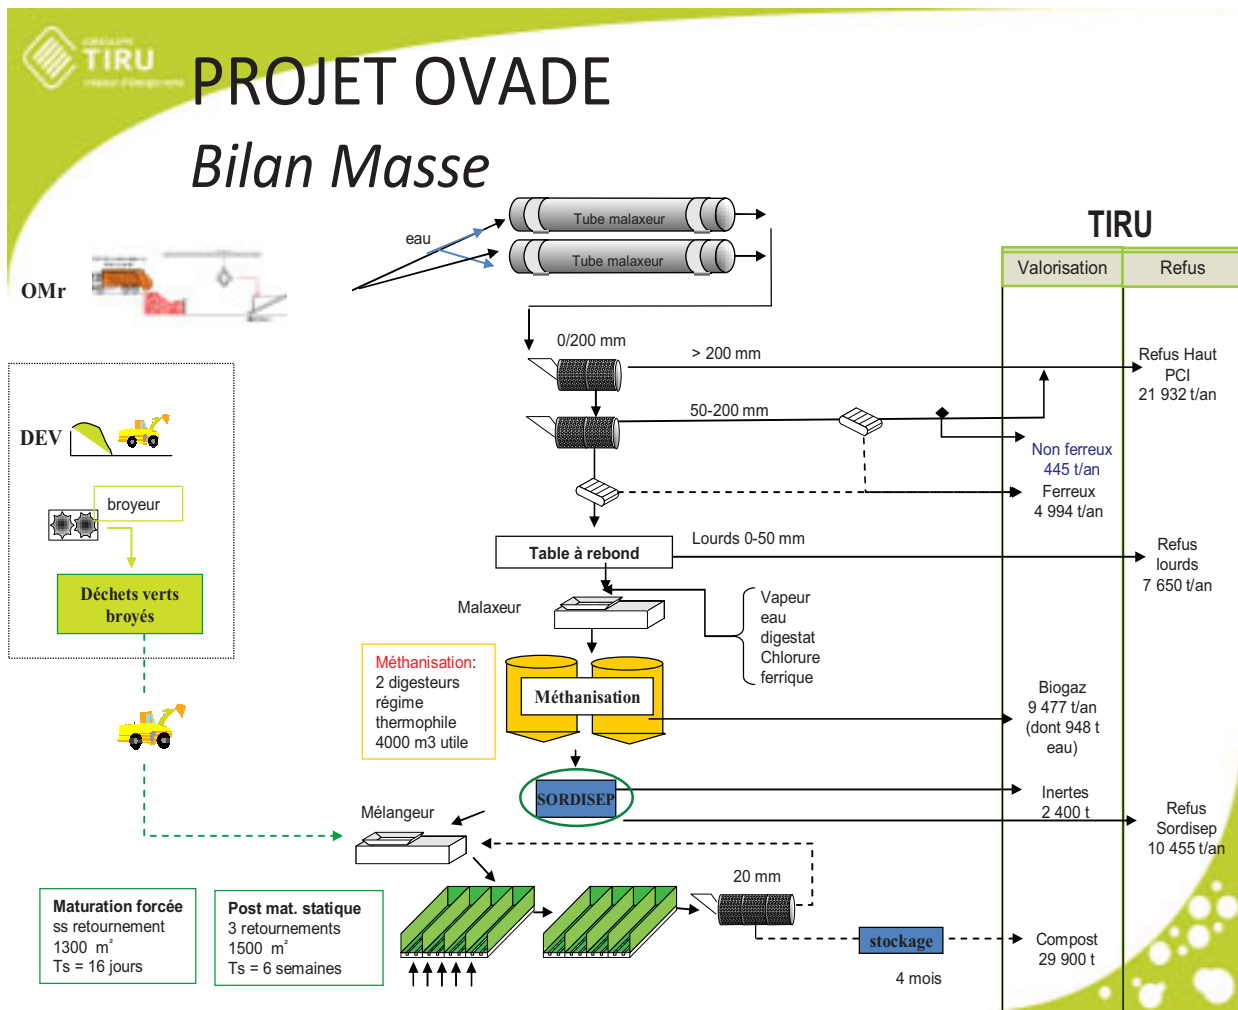 GROUPE
TIRU
PROJET OVADE
Bilan Masse
Tube malaxeur
Tube malaxeur
eau
OMr
TIRU
Valorisation
Refus
0/200 mm
> 200 mm
Refus Haut
PCI
21 932 t/an
50-200 mm
Non ferreux
445 t/an
Ferreux
4 994 t/an
DEV
broyeur
Déchets verts
broyés
Table à rebond
Lourds 0-50 mm
Refus
lourds
7 650 t/an
Malaxeur
Vapeur
eau
digestat
Chlorure
ferrique
Méthanisation:
2 digesteurs
régime
thermophile
4000 m3 utile
Méthanisation
Biogaz
9 477 t/an
(dont 948 t
eau)
SORDISEP
Inertes
2 400 t
Refus
Sordisep
10 455 t/an
Mélangeur
20 mm
Maturation forcée
ss retournement
1300 m²
Ts = 16 jours
Post mat. statique
3 retournements
1500 m²
Ts = 6 semaines
stockage
4 mois
Compost
29 900 t